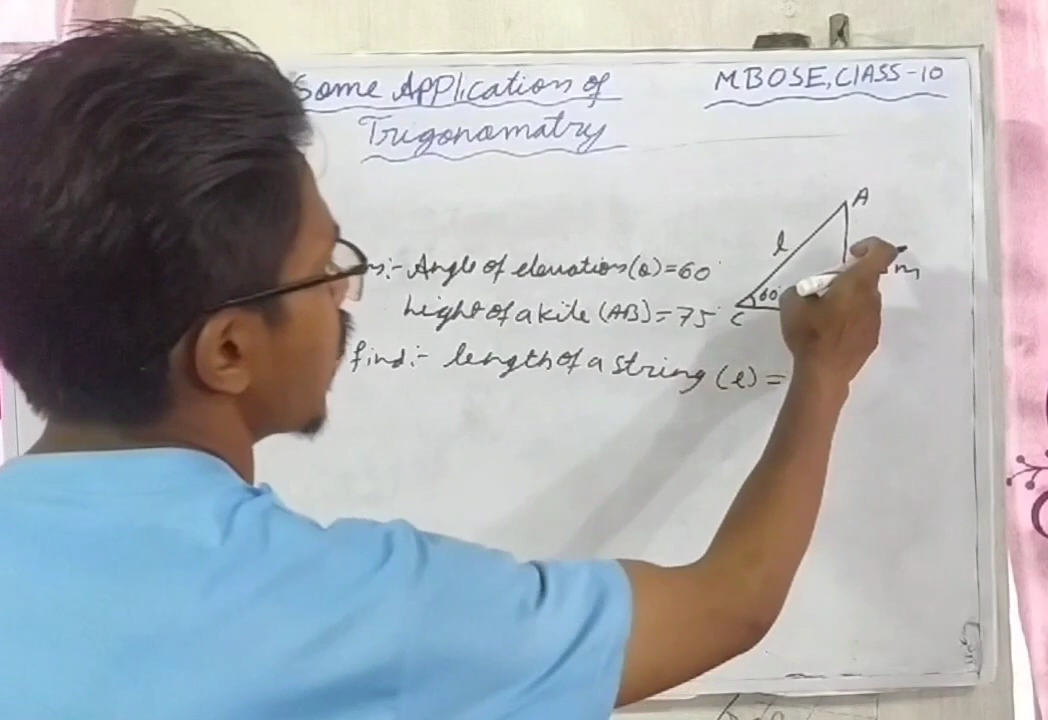 Some Application of
Trigonomatry
MBOSE, ClASS-10
Angle of elevation (θ) = 60°
height of a kite (AB) = 75
find:- length of a string (l) =
A
l
60°
C
m